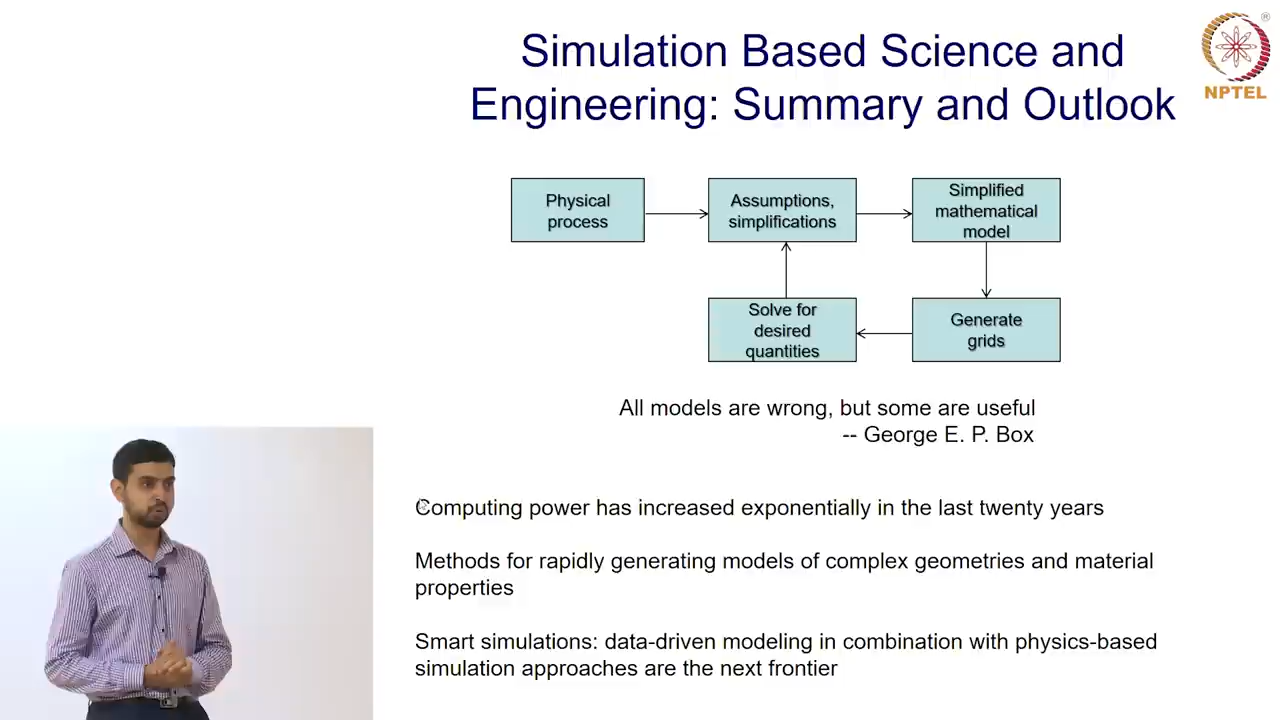 Simulation Based Science and
Engineering: Summary and Outlook
®
NPTEL
Physical
process
Assumptions,
simplifications
Simplified
mathematical
model
Solve for
desired
quantities
Generate
grids
All models are wrong, but some are useful
-- George E. P. Box
Computing power has increased exponentially in the last twenty years
Methods for rapidly generating models of complex geometries and material
properties
Smart simulations: data-driven modeling in combination with physics-based
simulation approaches are the next frontier